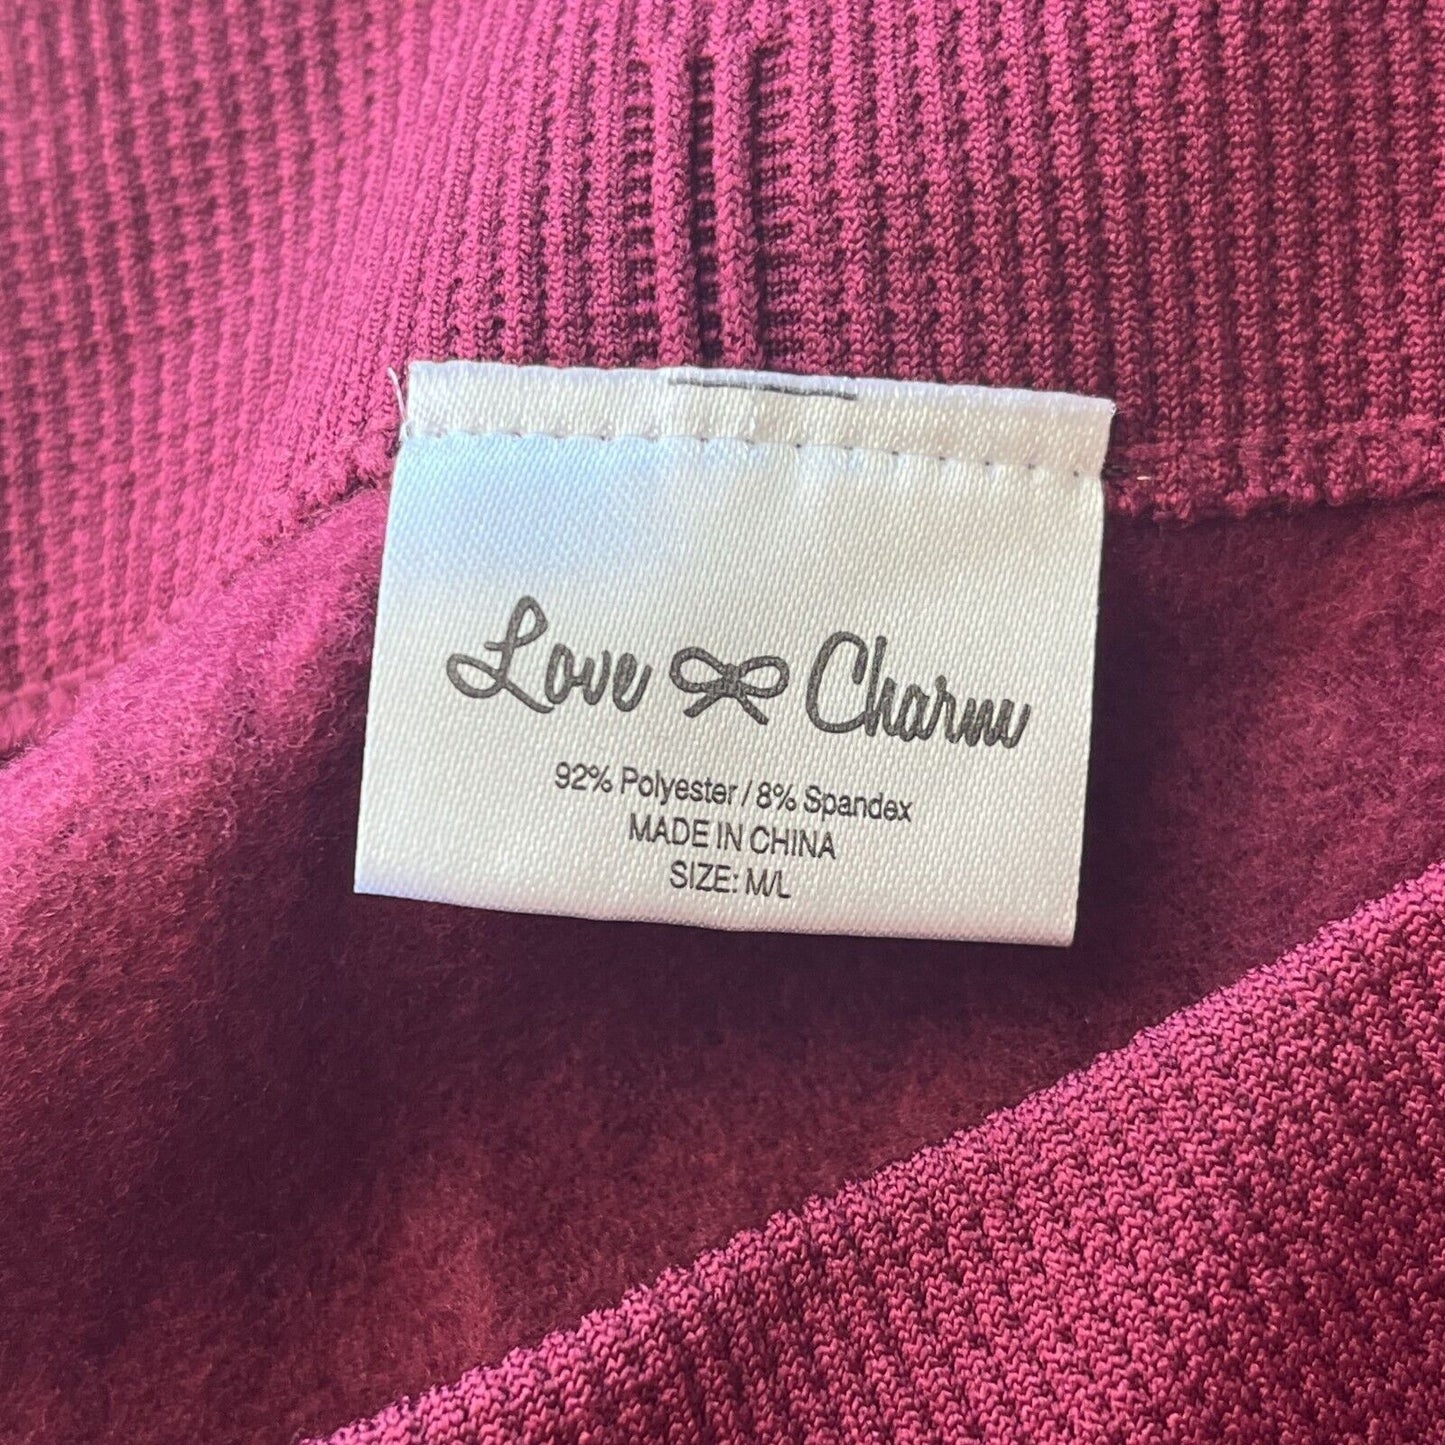 Love Charm
92% Polyester / 8% Spandex
MADE IN CHINA
SIZE: M/L